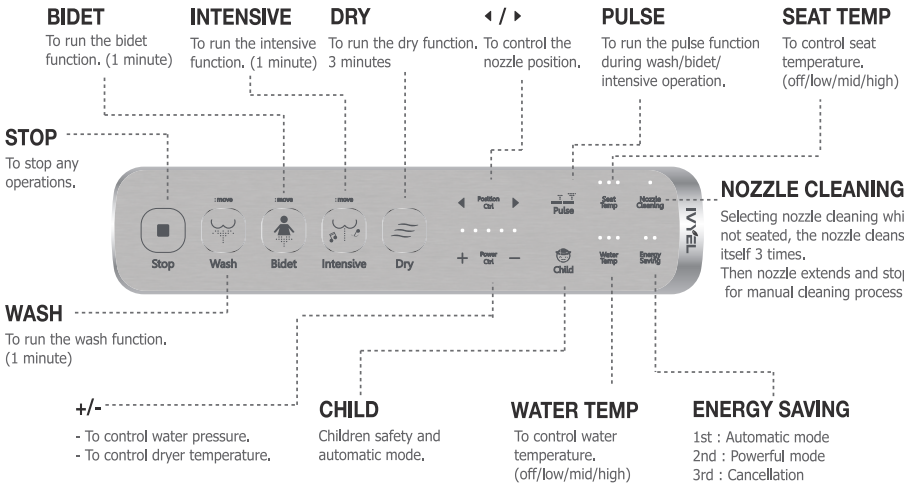 BIDET
To run the bidet
function. (1 minute)
INTENSIVE
To run the intensive
function. (1 minute)
DRY
To run the dry function.
3 minutes
◀ / ▶
To control the
nozzle position.
PULSE
To run the pulse function
during wash/bidet/
intensive operation.
SEAT TEMP
To control seat
temperature.
(off/low/mid/high)
STOP
To stop any
operations.
:move
:move
:move
Stop
Wash
Bidet
Intensive
Dry
◀ Position Ctrl ▶
+ Power Ctrl −
Pulse
Child
Seat
Temp
Nozzle
Cleaning
Water
Temp
Energy
Saving
IVYEL
NOZZLE CLEANING
Selecting nozzle cleaning whi
not seated, the nozzle cleans
itself 3 times.
Then nozzle extends and stop
for manual cleaning process
WASH
To run the wash function.
(1 minute)
+/-
- To control water pressure.
- To control dryer temperature.
CHILD
Children safety and
automatic mode.
WATER TEMP
To control water
temperature.
(off/low/mid/high)
ENERGY SAVING
1st : Automatic mode
2nd : Powerful mode
3rd : Cancellation